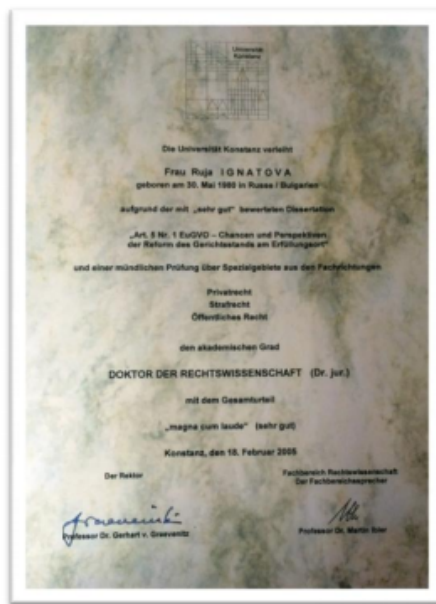 Universität
Konstanz
Die Universität Konstanz verleiht
Frau Ruja IGNATOVA
geboren am 30. Mai 1980 in Russe / Bulgarien
aufgrund der mit „sehr gut“ bewerteten Dissertation
„Art. 5 Nr. 1 EuGVO – Chancen und Perspektiven
der Reform des Gerichtsstands am Erfüllungsort“
und einer mündlichen Prüfung über Spezialgebiete aus den Fachrichtungen
Privatrecht
Strafrecht
Öffentliches Recht
den akademischen Grad
DOKTOR DER RECHTSWISSENSCHAFT (Dr. jur.)
mit dem Gesamturteil
„magna cum laude“ (sehr gut)
Konstanz, den 18. Februar 2005
Der Rektor
Fachbereich Rechtswissenschaft
Der Fachbereichssprecher
Professor Dr. Gerhart v. Graevenitz
Professor Dr. Martin Ibler